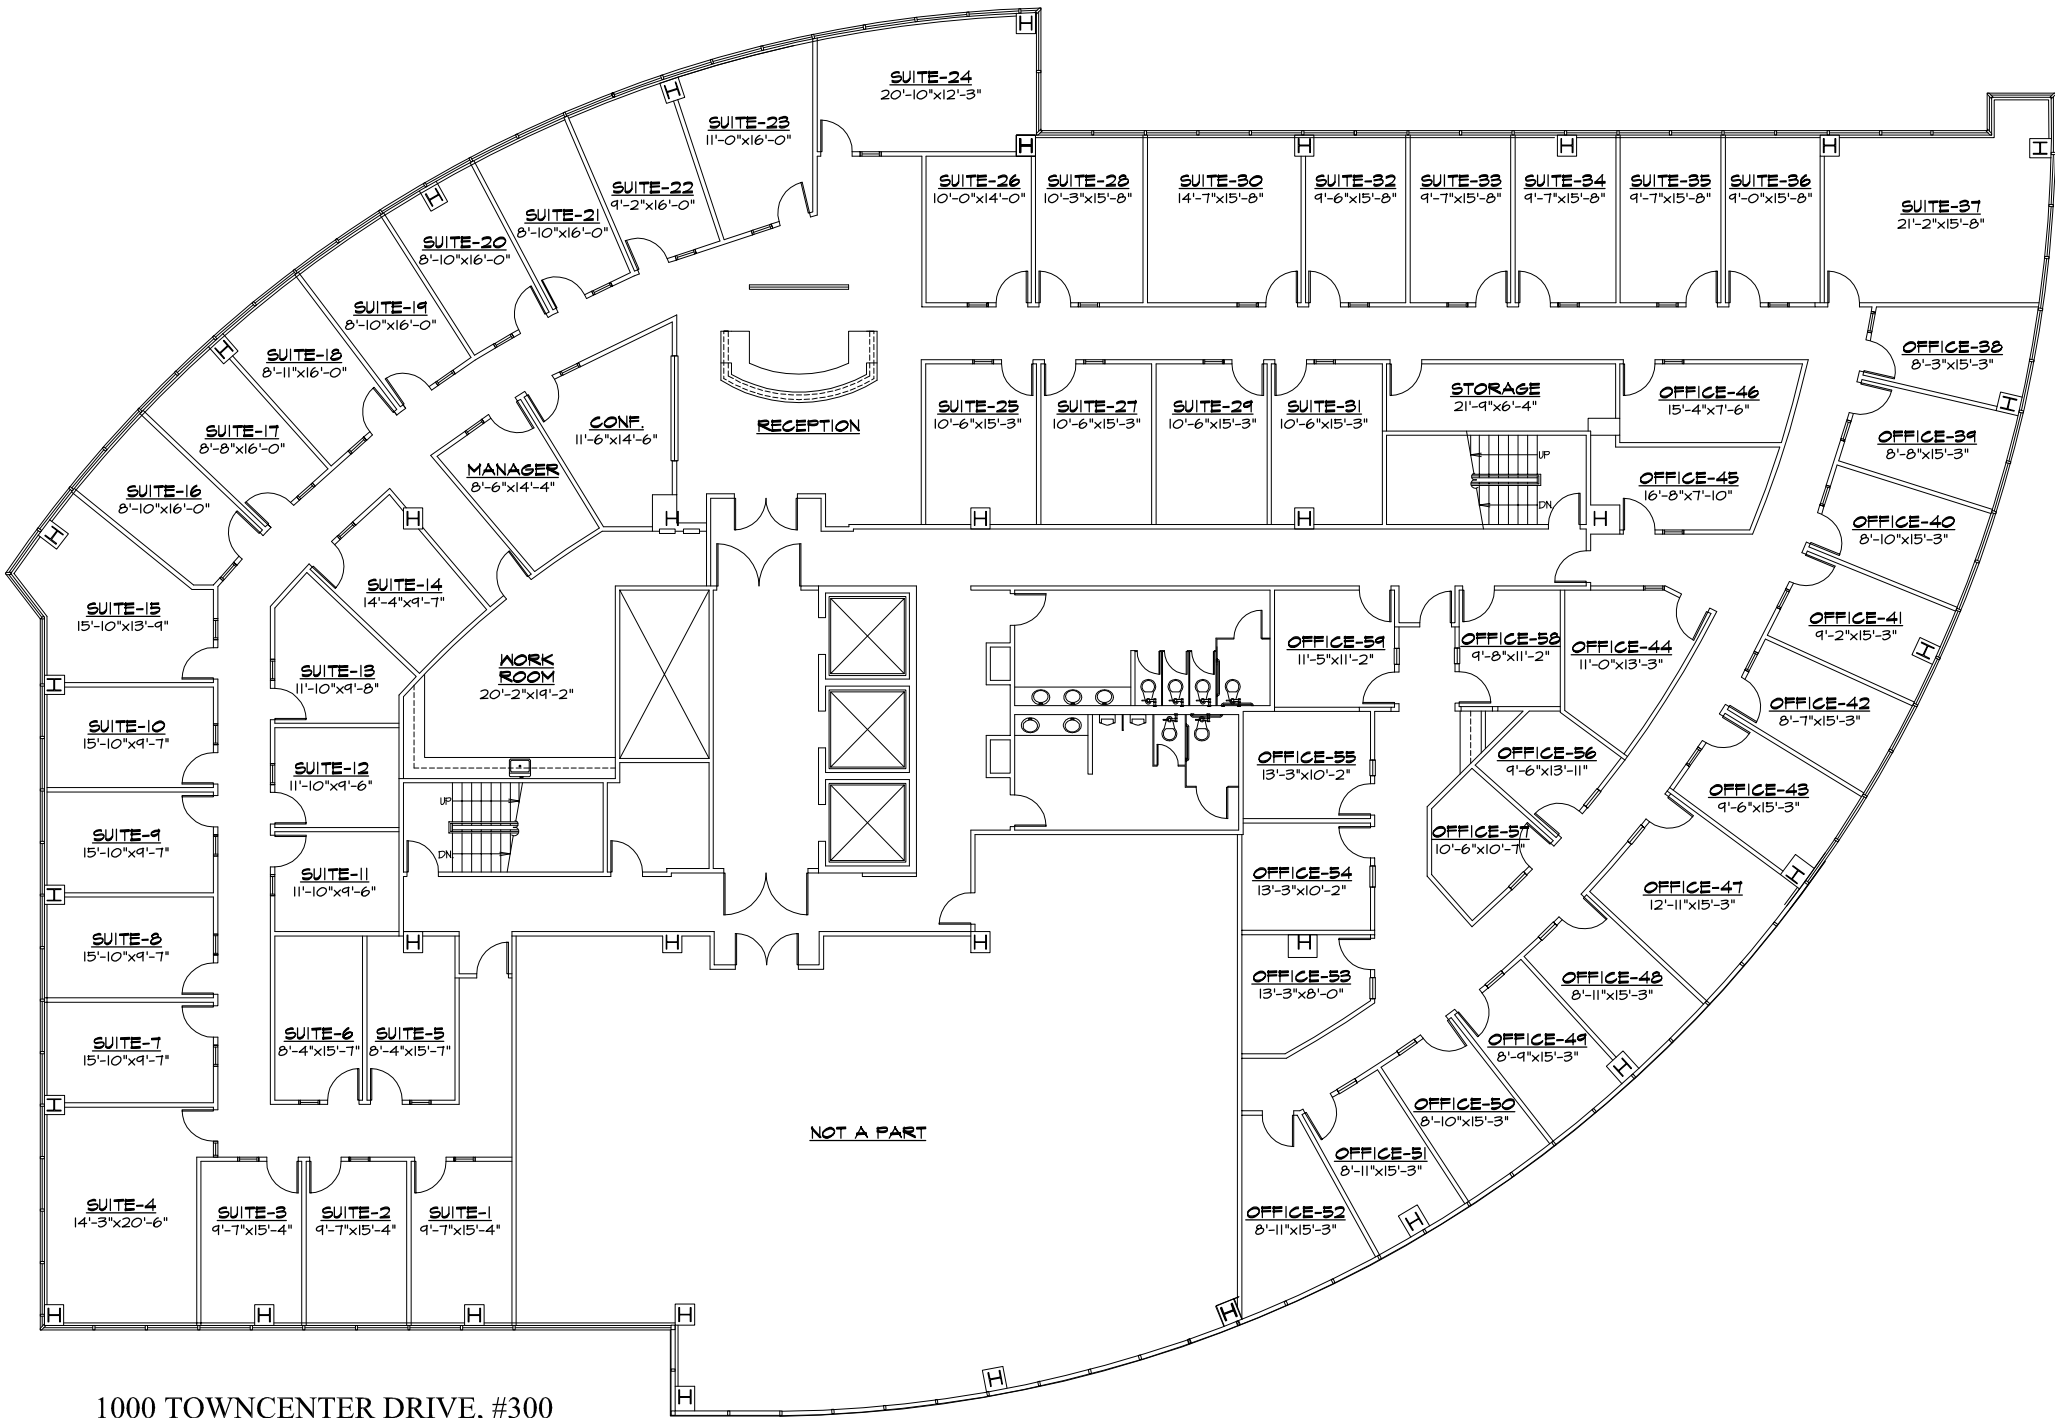 SUITE-24
20'-10"x12'-3"
SUITE-23
11'-0"x16'-0"
SUITE-22
9'-2"x16'-0"
SUITE-21
8'-10"x16'-0"
SUITE-20
8'-10"x16'-0"
SUITE-19
8'-10"x16'-0"
SUITE-18
8'-11"x16'-0"
SUITE-17
8'-8"x16'-0"
SUITE-16
8'-10"x16'-0"
SUITE-26
10'-0"x14'-0"
SUITE-28
10'-3"x15'-8"
SUITE-30
14'-7"x15'-8"
SUITE-32
9'-6"x15'-8"
SUITE-33
9'-7"x15'-8"
SUITE-34
9'-7"x15'-8"
SUITE-35
9'-7"x15'-8"
SUITE-36
9'-0"x15'-8"
SUITE-37
21'-2"x15'-8"
OFFICE-38
8'-3"x15'-3"
CONF.
11'-6"x14'-6"
RECEPTION
MANAGER
8'-6"x14'-4"
SUITE-25
10'-6"x15'-3"
SUITE-27
10'-6"x15'-3"
SUITE-29
10'-6"x15'-3"
SUITE-31
10'-6"x15'-3"
STORAGE
21'-9"x6'-4"
OFFICE-46
15'-4"x7'-6"
OFFICE-39
8'-8"x15'-3"
UP
DN
OFFICE-45
16'-8"x7'-10"
OFFICE-40
8'-10"x15'-3"
SUITE-15
15'-10"x13'-9"
SUITE-14
14'-4"x9'-7"
SUITE-13
11'-10"x9'-8"
WORK
ROOM
20'-2"x19'-2"
OFFICE-59
11'-5"x11'-2"
OFFICE-58
9'-8"x11'-2"
OFFICE-44
11'-0"x13'-3"
OFFICE-41
9'-2"x15'-3"
OFFICE-42
8'-7"x15'-3"
SUITE-10
15'-10"x9'-7"
SUITE-12
11'-10"x9'-6"
UP
DN
OFFICE-55
13'-3"x10'-2"
OFFICE-56
9'-6"x13'-11"
OFFICE-43
9'-6"x15'-3"
SUITE-9
15'-10"x9'-7"
SUITE-11
11'-10"x9'-6"
OFFICE-57
10'-6"x10'-7"
OFFICE-54
13'-3"x10'-2"
OFFICE-47
12'-11"x15'-3"
SUITE-8
15'-10"x9'-7"
OFFICE-53
13'-3"x8'-0"
OFFICE-48
8'-11"x15'-3"
SUITE-7
15'-10"x9'-7"
SUITE-6
8'-4"x15'-7"
SUITE-5
8'-4"x15'-7"
OFFICE-49
8'-9"x15'-3"
OFFICE-50
8'-10"x15'-3"
NOT A PART
OFFICE-51
8'-11"x15'-3"
SUITE-4
14'-3"x20'-6"
SUITE-3
9'-7"x15'-4"
SUITE-2
9'-7"x15'-4"
SUITE-1
9'-7"x15'-4"
OFFICE-52
8'-11"x15'-3"
1000 TOWNCENTER DRIVE, #300